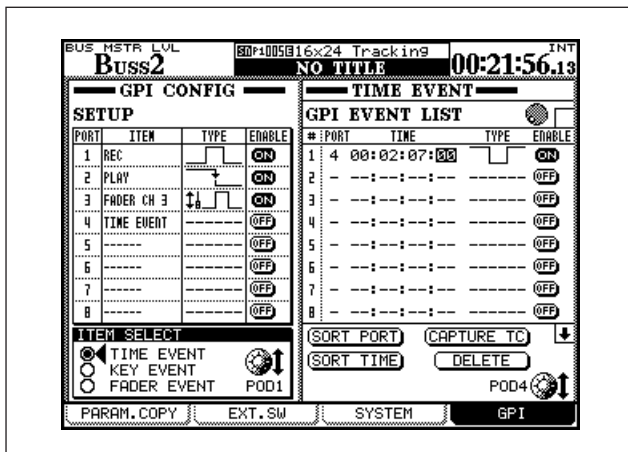 BUS MSTR LVL
Buss2
16x24 Tracking
NO TITLE
INT
00:21:56.13
GPI CONFIG
SETUP
PORT ITEM TYPE ENABLE
1 REC ON
2 PLAY ON
3 FADER CH 3 ON
4 TIME EVENT ------ OFF
5 ------ ------ OFF
6 ------ ------ OFF
7 ------ ------ OFF
8 ------ ------ OFF
ITEM SELECT
TIME EVENT
KEY EVENT
FADER EVENT
POD1
TIME EVENT
GPI EVENT LIST
# PORT TIME TYPE ENABLE
1 4 00:02:07:00 ON
2 - --:--:--:-- ------ OFF
3 - --:--:--:-- ------ OFF
4 - --:--:--:-- ------ OFF
5 - --:--:--:-- ------ OFF
6 - --:--:--:-- ------ OFF
7 - --:--:--:-- ------ OFF
8 - --:--:--:-- ------ OFF
SORT PORT CAPTURE TC
SORT TIME DELETE
POD4
PARAM.COPY EXT.SW SYSTEM GPI